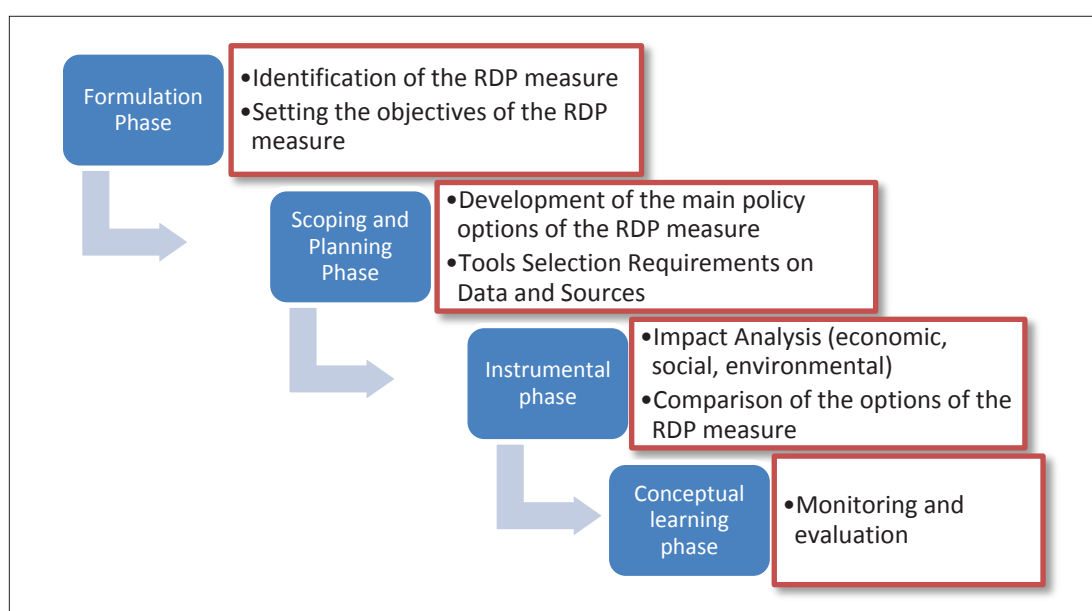 Formulation
Phase
•Identification of the RDP measure
•Setting the objectives of the RDP
measure
Scoping and
Planning
Phase
•Development of the main policy
options of the RDP measure
•Tools Selection Requirements on
Data and Sources
Instrumental
phase
•Impact Analysis (economic,
social, environmental)
•Comparison of the options of the
RDP measure
Conceptual
learning
phase
•Monitoring and
evaluation